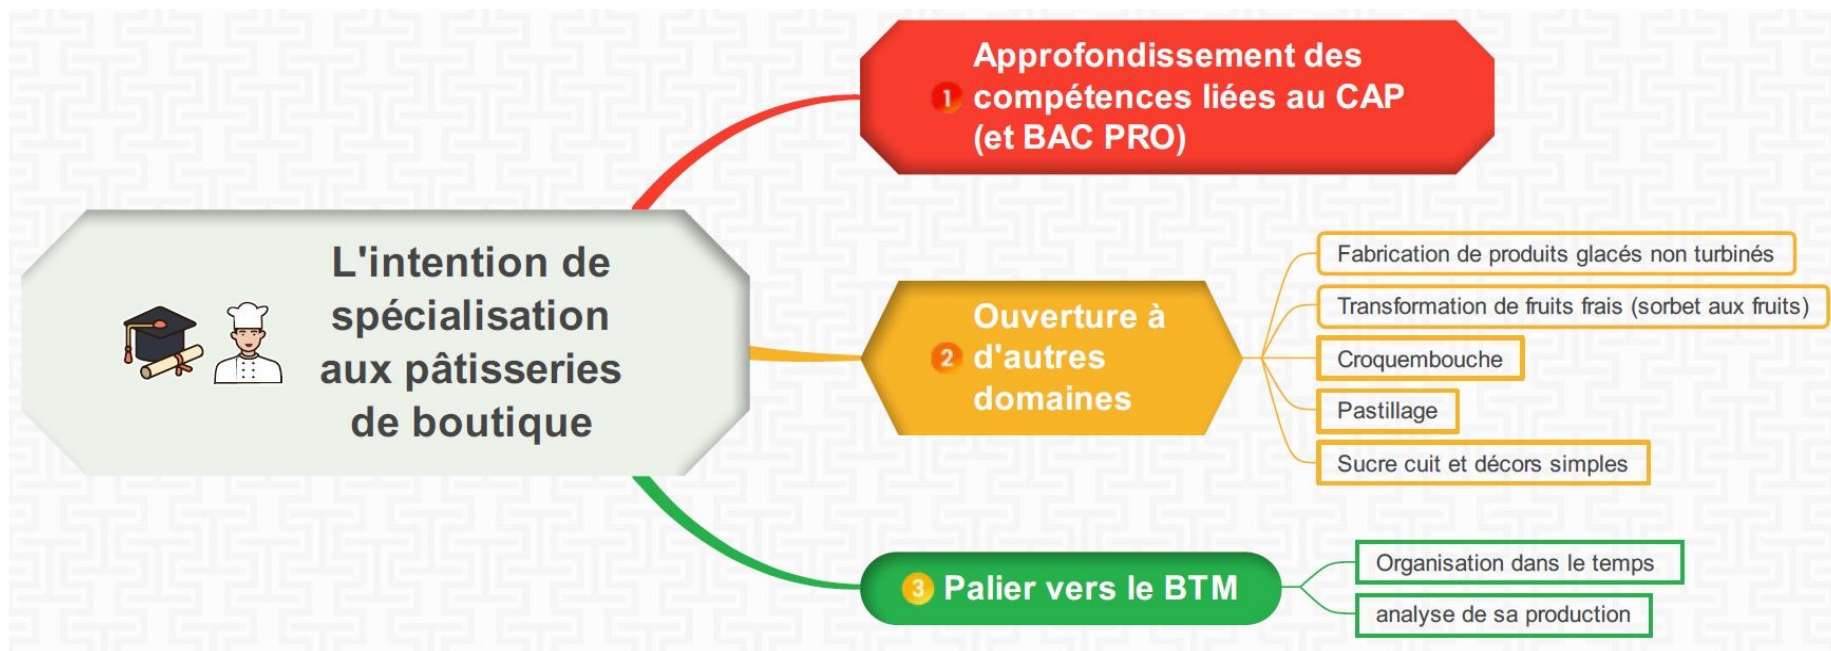 L'intention de
spécialisation
aux pâtisseries
de boutique
1
Approfondissement des
compétences liées au CAP
(et BAC PRO)
2
Ouverture à
d'autres
domaines
Fabrication de produits glacés non turbinés
Transformation de fruits frais (sorbet aux fruits)
Croquembouche
Pastillage
Sucre cuit et décors simples
3 Palier vers le BTM
Organisation dans le temps
analyse de sa production